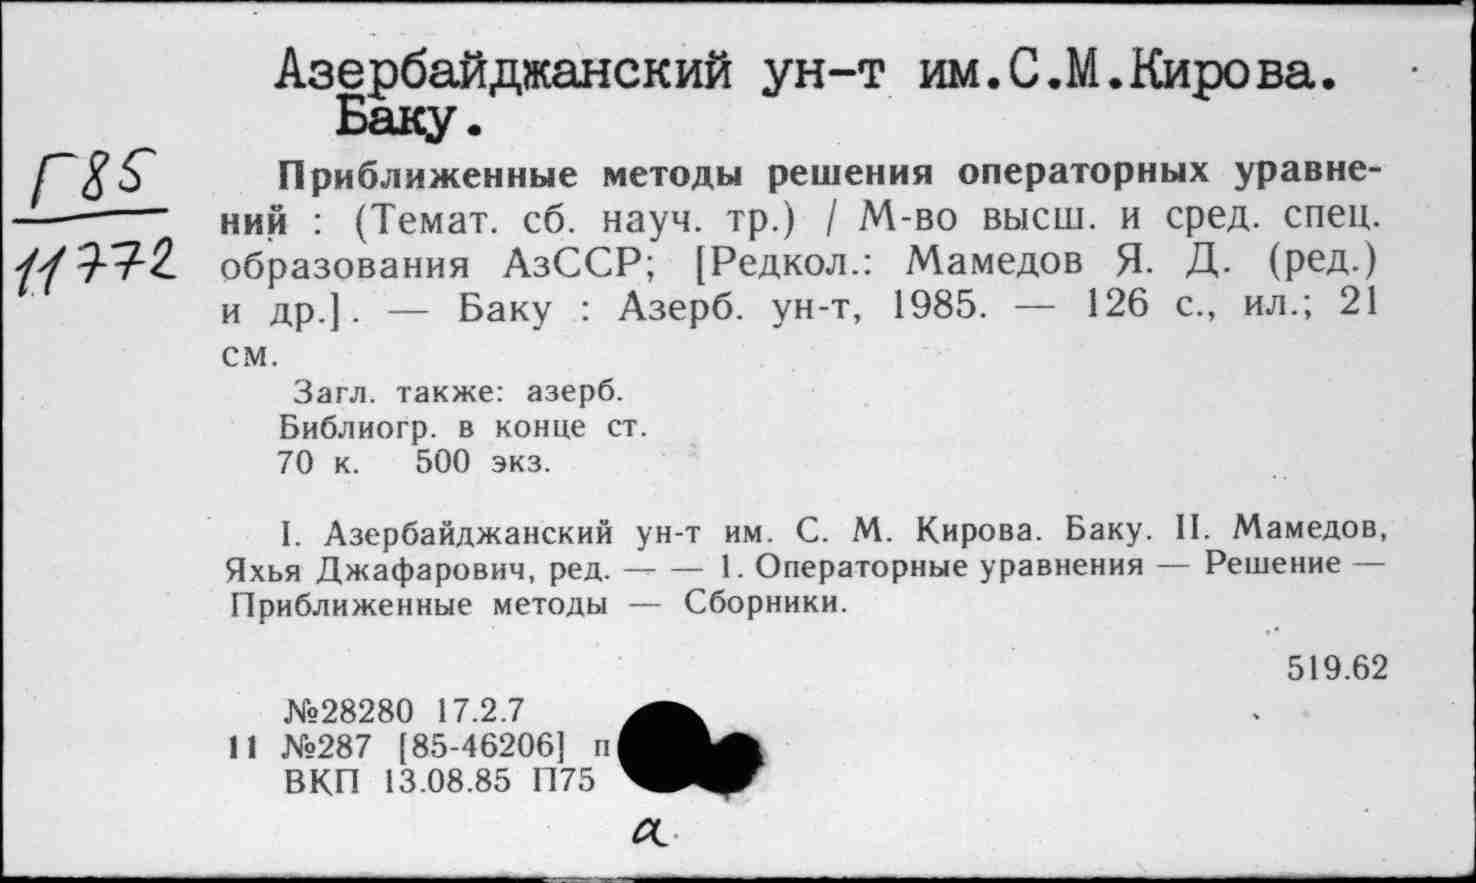 Азербайджанский ун-т им.С.М.Кирова.
Баку.
Г85
11772
Приближенные методы решения операторных уравне-
ний : (Темат. сб. науч. тр.) / М-во высш. и сред. спец.
образования АзССР; [Редкол.: Мамедов Я. Д. (ред.)
и др.]. — Баку : Азерб. ун-т, 1985. — 126 с., ил.; 21
см.
Загл. также: азерб.
Библиогр. в конце ст.
70 к. 500 экз.
I. Азербайджанский ун-т им. С. М. Кирова. Баку. II. Мамедов,
Яхья Джафарович, ред. — — 1. Операторные уравнения — Решение —
Приближенные методы — Сборники.
519.62
№28280 17.2.7
11 №287 [85-46206] п
ВКП 13.08.85 П75
а